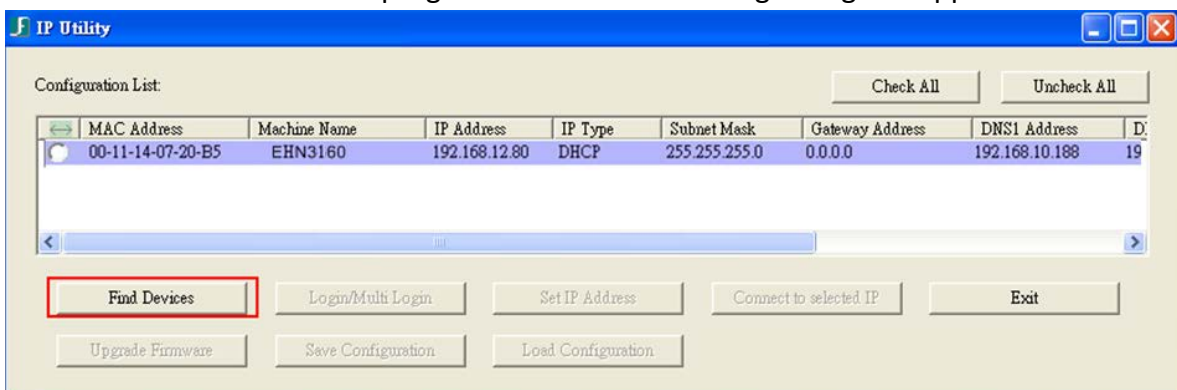 IP Utility
Configuration List:
Check All
Uncheck All
MAC Address Machine Name IP Address IP Type Subnet Mask Gateway Address DNS1 Address
00-11-14-07-20-B5 EHN3160 192.168.12.80 DHCP 255.255.255.0 0.0.0.0 192.168.10.188 19
Find Devices Login/Multi Login Set IP Address Connect to selected IP Exit
Upgrade Firmware Save Configuration Load Configuration